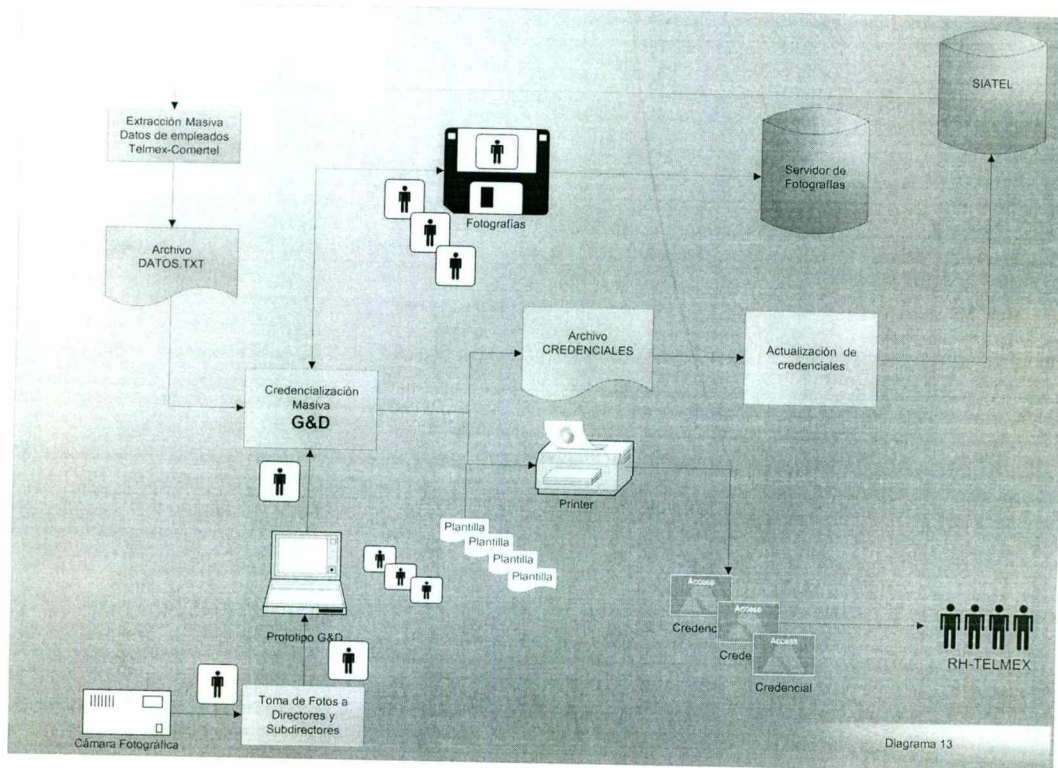 SIATEL
Extracción Masiva
Datos de empleados
Telmex-Comertel
Servidor de
Fotografías
Fotografías
Archivo
DATOS.TXT
Archivo
CREDENCIALES
Actualización de
credenciales
Credencialización
Masiva
G&D
Printer
Plantilla
Plantilla
Plantilla
Plantilla
Prototipo G&D
Access
Credenc
Access
Crede
Access
Credencial
RH-TELMEX
Toma de Fotos a
Directores y
Subdirectores
Cámara Fotográfica
Diagrama 13